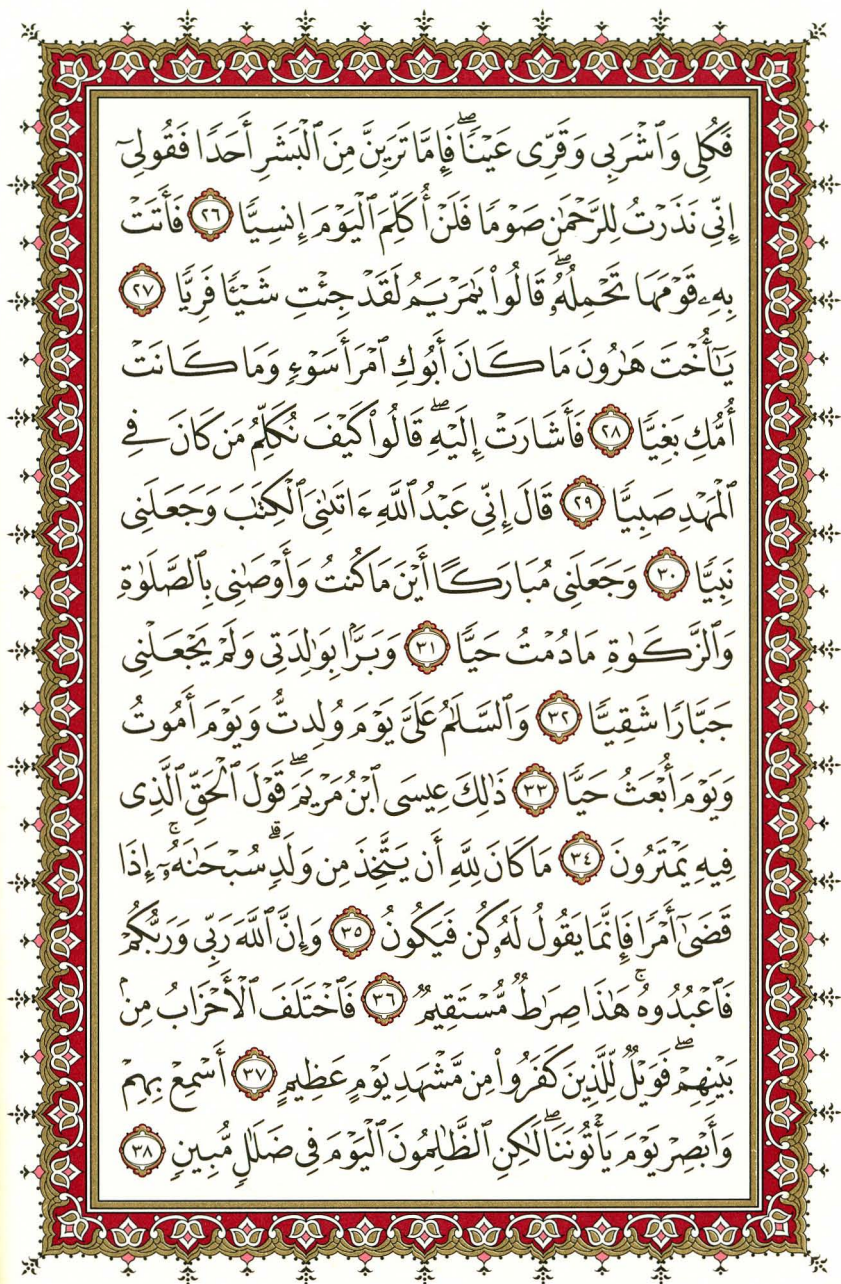 فَكُلِى وَٱشْرَبِى وَقَرِّى عَيْنًاۖ فَإِمَّا تَرَيِنَّ مِنَ ٱلْبَشَرِ أَحَدًا فَقُولِىٓ
إِنِّى نَذَرْتُ لِلرَّحْمَٰنِ صَوْمًا فَلَنْ أُكَلِّمَ ٱلْيَوْمَ إِنسِيًّا ٢٦ فَأَتَتْ
بِهِۦ قَوْمَهَا تَحْمِلُهُۥۖ قَالُوا۟ يَٰمَرْيَمُ لَقَدْ جِئْتِ شَيْـًٔا فَرِيًّا ٢٧
يَٰٓأُخْتَ هَٰرُونَ مَا كَانَ أَبُوكِ ٱمْرَأَ سَوْءٍ وَمَا كَانَتْ
أُمُّكِ بَغِيًّا ٢٨ فَأَشَارَتْ إِلَيْهِۖ قَالُوا۟ كَيْفَ نُكَلِّمُ مَن كَانَ فِى
ٱلْمَهْدِ صَبِيًّا ٢٩ قَالَ إِنِّى عَبْدُ ٱللَّهِ ءَاتَىٰنِىَ ٱلْكِتَٰبَ وَجَعَلَنِى
نَبِيًّا ٣٠ وَجَعَلَنِى مُبَارَكًا أَيْنَ مَا كُنتُ وَأَوْصَٰنِى بِٱلصَّلَوٰةِ
وَٱلزَّكَوٰةِ مَا دُمْتُ حَيًّا ٣١ وَبَرًّۢا بِوَٰلِدَتِى وَلَمْ يَجْعَلْنِى
جَبَّارًا شَقِيًّا ٣٢ وَٱلسَّلَٰمُ عَلَىَّ يَوْمَ وُلِدتُّ وَيَوْمَ أَمُوتُ
وَيَوْمَ أُبْعَثُ حَيًّا ٣٣ ذَٰلِكَ عِيسَى ٱبْنُ مَرْيَمَۖ قَوْلَ ٱلْحَقِّ ٱلَّذِى
فِيهِ يَمْتَرُونَ ٣٤ مَا كَانَ لِلَّهِ أَن يَتَّخِذَ مِن وَلَدٍۖ سُبْحَٰنَهُۥٓۚ إِذَا
قَضَىٰٓ أَمْرًا فَإِنَّمَا يَقُولُ لَهُۥ كُن فَيَكُونُ ٣٥ وَإِنَّ ٱللَّهَ رَبِّى وَرَبُّكُمْ
فَٱعْبُدُوهُۚ هَٰذَا صِرَٰطٌ مُّسْتَقِيمٌ ٣٦ فَٱخْتَلَفَ ٱلْأَحْزَابُ مِنۢ
بَيْنِهِمْۖ فَوَيْلٌ لِّلَّذِينَ كَفَرُوا۟ مِن مَّشْهَدِ يَوْمٍ عَظِيمٍ ٣٧ أَسْمِعْ بِهِمْ
وَأَبْصِرْ يَوْمَ يَأْتُونَنَاۖ لَٰكِنِ ٱلظَّٰلِمُونَ ٱلْيَوْمَ فِى ضَلَٰلٍ مُّبِينٍ ٣٨